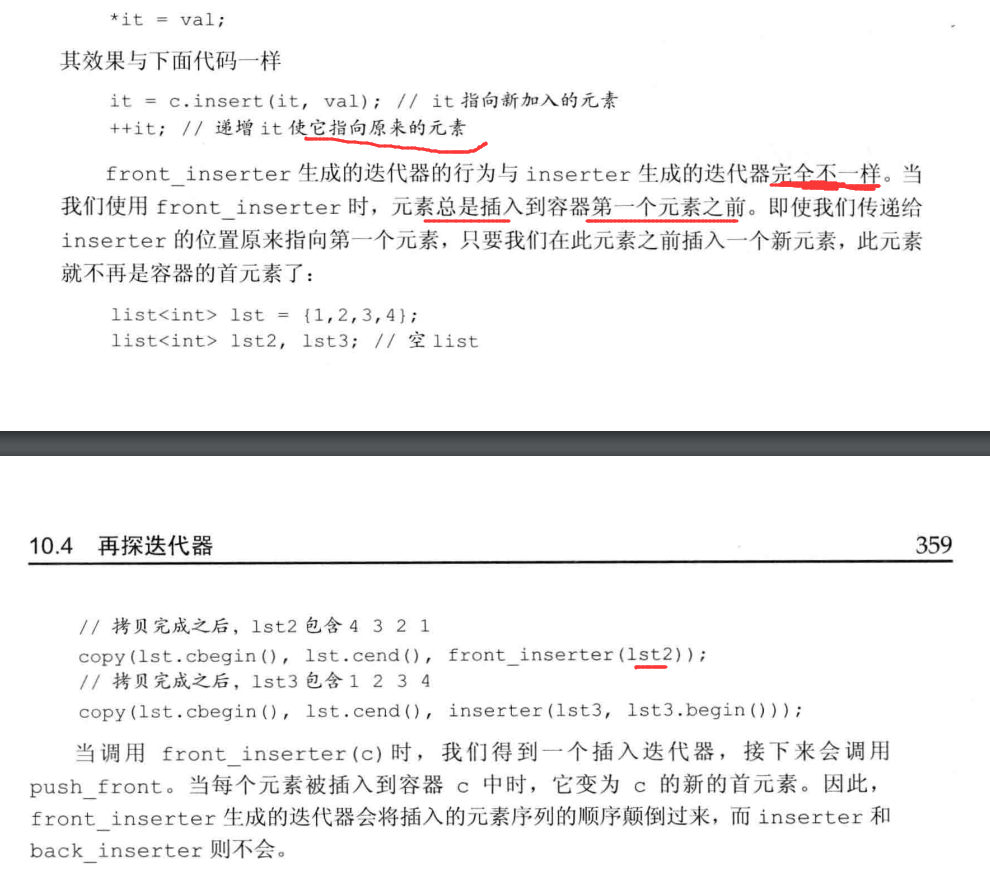 *it = val;
其效果与下面代码一样
it = c.insert(it, val); // it 指向新加入的元素
++it; // 递增 it 使它指向原来的元素
front_inserter 生成的迭代器的行为与 inserter 生成的迭代器完全不一样。当
我们使用 front_inserter 时，元素总是插入到容器第一个元素之前。即使我们传递给
inserter 的位置原来指向第一个元素，只要我们在此元素之前插入一个新元素，此元素
就不再是容器的首元素了：
list<int> lst = {1,2,3,4};
list<int> lst2, lst3; // 空 list
10.4 再探迭代器 359
// 拷贝完成之后，lst2 包含 4 3 2 1
copy(lst.cbegin(), lst.cend(), front_inserter(lst2));
// 拷贝完成之后，lst3 包含 1 2 3 4
copy(lst.cbegin(), lst.cend(), inserter(lst3, lst3.begin()));
当调用 front_inserter(c)时，我们得到一个插入迭代器，接下来会调用
push_front。当每个元素被插入到容器 c 中时，它变为 c 的新的首元素。因此，
front_inserter 生成的迭代器会将插入的元素序列的顺序颠倒过来，而 inserter 和
back_inserter 则不会。